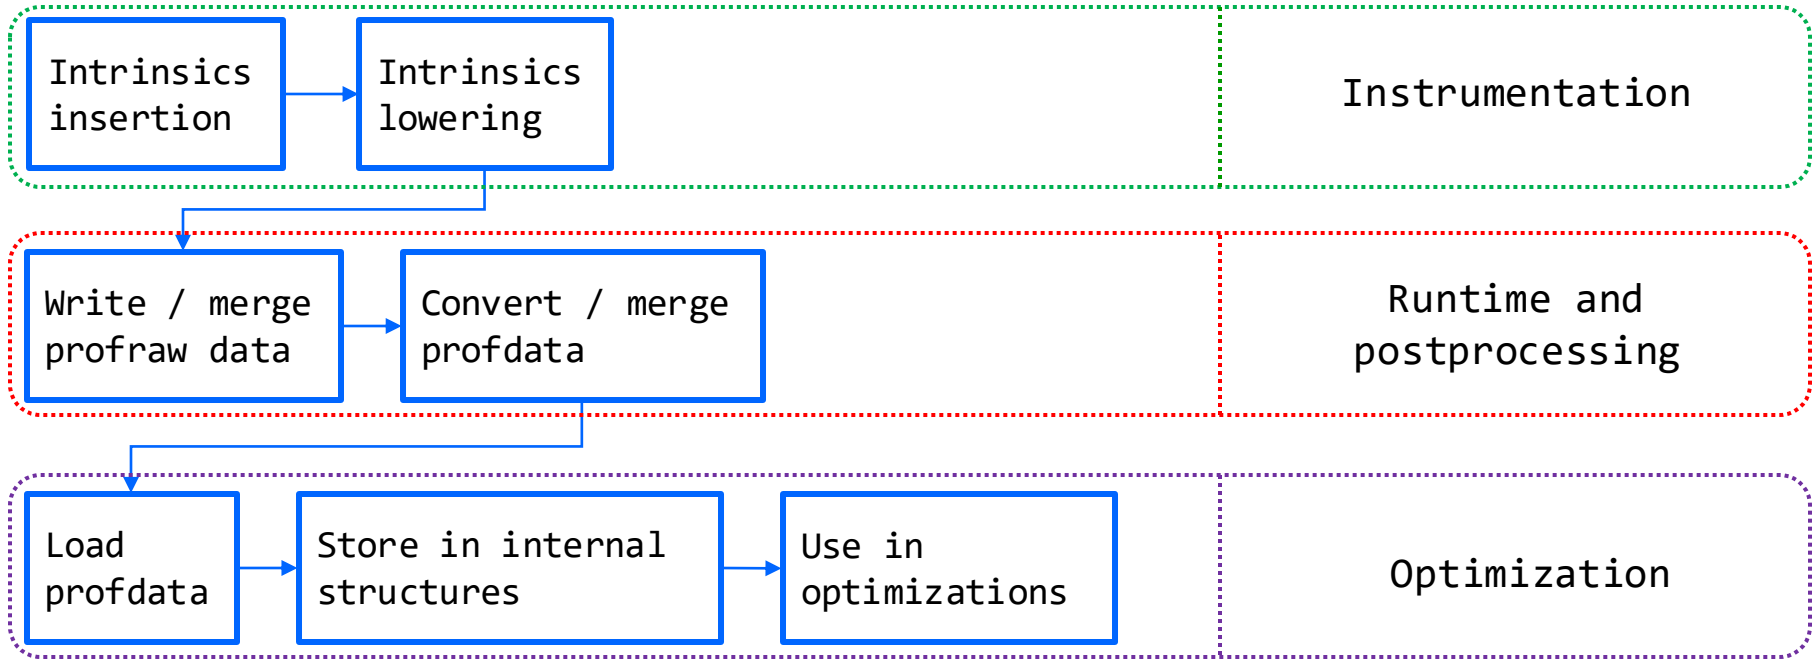 Intrinsics
insertion
Intrinsics
lowering
Instrumentation
Write / merge
profraw data
Convert / merge
profdata
Runtime and
postprocessing
Load
profdata
Store in internal
structures
Use in
optimizations
Optimization